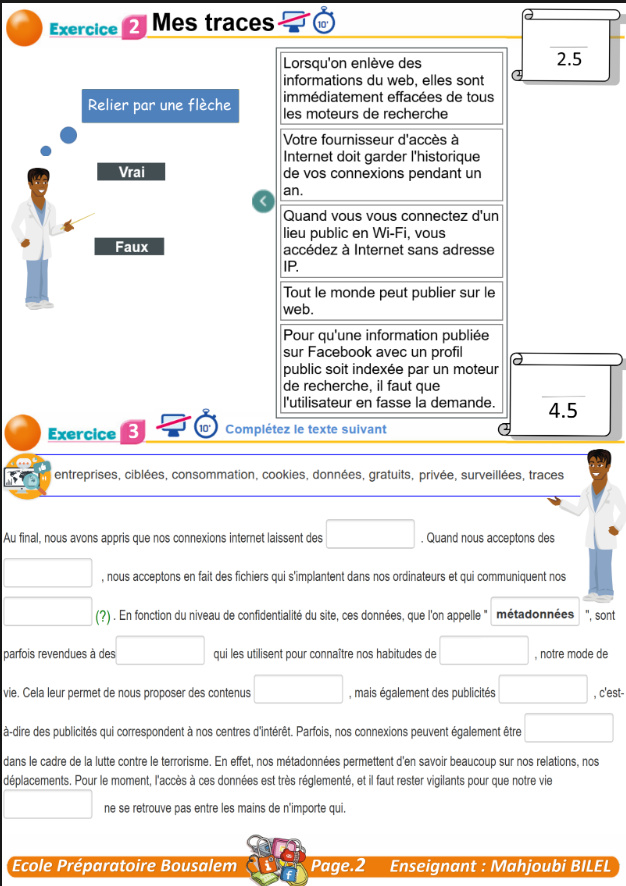 Exercice 2 Mes traces 10'
2.5
Relier par une flèche
Vrai
Faux
Lorsqu'on enlève des
informations du web, elles sont
immédiatement effacées de tous
les moteurs de recherche
Votre fournisseur d'accès à
Internet doit garder l'historique
de vos connexions pendant un
an.
Quand vous vous connectez d'un
lieu public en Wi-Fi, vous
accédez à Internet sans adresse
IP.
Tout le monde peut publier sur le
web.
Pour qu'une information publiée
sur Facebook avec un profil
public soit indexée par un moteur
de recherche, il faut que
l'utilisateur en fasse la demande.
4.5
Exercice 3 10' Complétez le texte suivant
entreprises, ciblées, consommation, cookies, données, gratuits, privée, surveillées, traces
Au final, nous avons appris que nos connexions internet laissent des . Quand nous acceptons des
, nous acceptons en fait des fichiers qui s'implantent dans nos ordinateurs et qui communiquent nos
(?) . En fonction du niveau de confidentialité du site, ces données, que l'on appelle " métadonnées ", sont
parfois revendues à des qui les utilisent pour connaître nos habitudes de , notre mode de
vie. Cela leur permet de nous proposer des contenus , mais également des publicités , c'est-
à-dire des publicités qui correspondent à nos centres d'intérêt. Parfois, nos connexions peuvent également être
dans le cadre de la lutte contre le terrorisme. En effet, nos métadonnées permettent d'en savoir beaucoup sur nos relations, nos
déplacements. Pour le moment, l'accès à ces données est très réglementé, et il faut rester vigilants pour que notre vie
ne se retrouve pas entre les mains de n'importe qui.
Ecole Préparatoire Bousalem Page.2 Enseignant : Mahjoubi BILEL